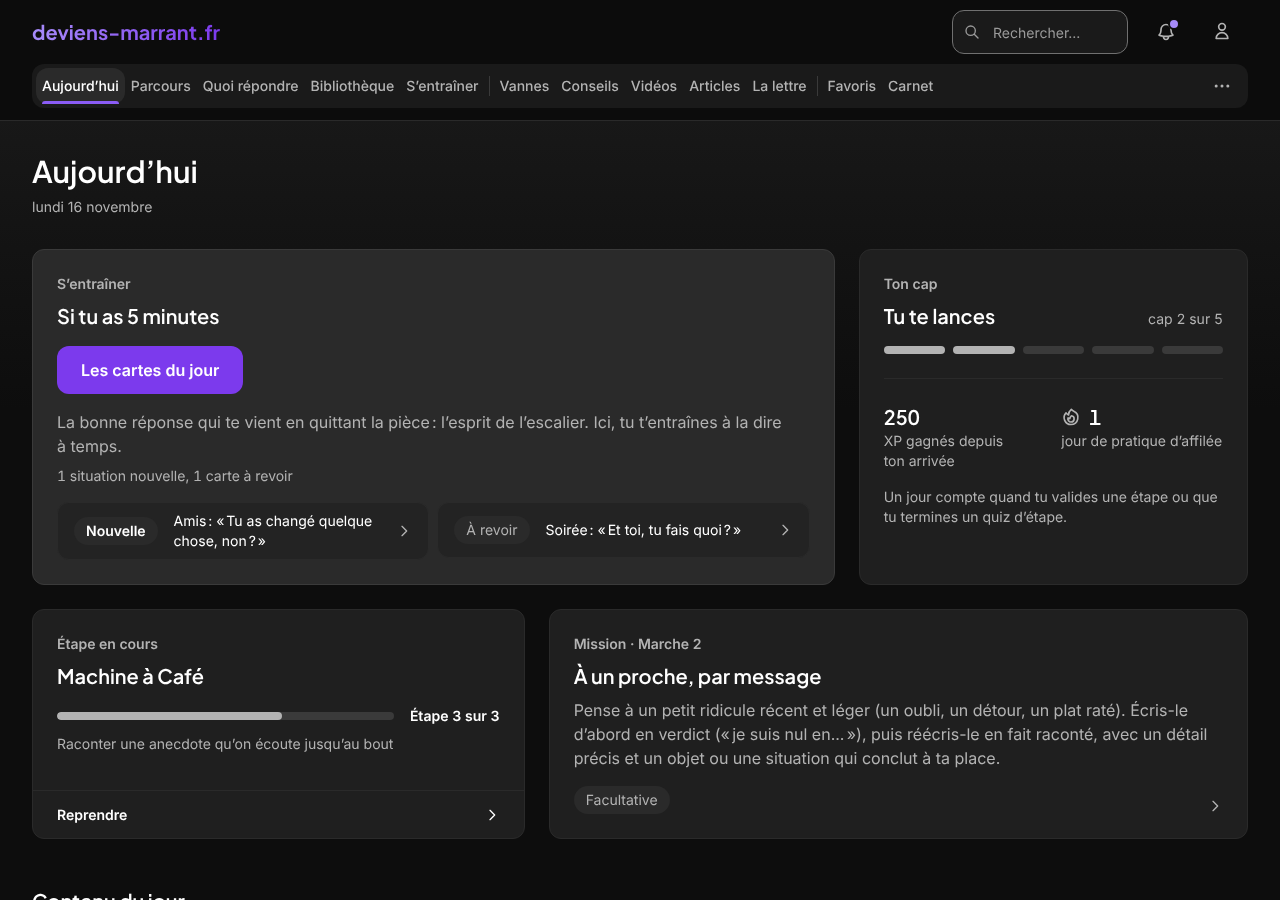 deviens-marrant.fr
Rechercher...
Aujourd’hui Parcours Quoi répondre Bibliothèque S’entraîner Vannes Conseils Vidéos Articles La lettre Favoris Carnet
Aujourd’hui
lundi 16 novembre
S’entraîner
Si tu as 5 minutes
Les cartes du jour
La bonne réponse qui te vient en quittant la pièce : l’esprit de l’escalier. Ici, tu t’entraînes à la dire
à temps.
1 situation nouvelle, 1 carte à revoir
Nouvelle
Amis : « Tu as changé quelque
chose, non ? »
À revoir
Soirée : « Et toi, tu fais quoi ? »
Ton cap
Tu te lances
cap 2 sur 5
250
XP gagnés depuis
ton arrivée
1
jour de pratique d’affilée
Un jour compte quand tu valides une étape ou que
tu termines un quiz d’étape.
Étape en cours
Machine à Café
Étape 3 sur 3
Raconter une anecdote qu’on écoute jusqu’au bout
Reprendre
Mission · Marche 2
À un proche, par message
Pense à un petit ridicule récent et léger (un oubli, un détour, un plat raté). Écris-le
d’abord en verdict (« je suis nul en… »), puis réécris-le en fait raconté, avec un détail
précis et un objet ou une situation qui conclut à ta place.
Facultative
Contenu du jour